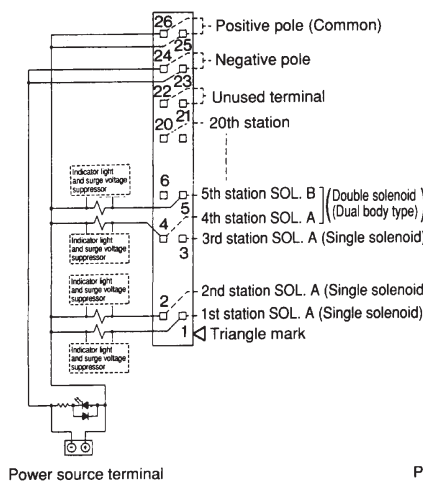 26
Positive pole (Common)
25
24
Negative pole
23
22
Unused terminal
21
20
20th station
Indicator light
and surge voltage
suppressor
6
5th station SOL. B
(Double solenoid)
5
4th station SOL. A
(Dual body type)
4
3rd station SOL. A (Single solenoid)
3
Indicator light
and surge voltage
suppressor
Indicator light
and surge voltage
suppressor
2
2nd station SOL. A (Single solenoid
1st station SOL. A (Single solenoid)
1
Triangle mark
Indicator light
and surge voltage
suppressor
Power source terminal
P